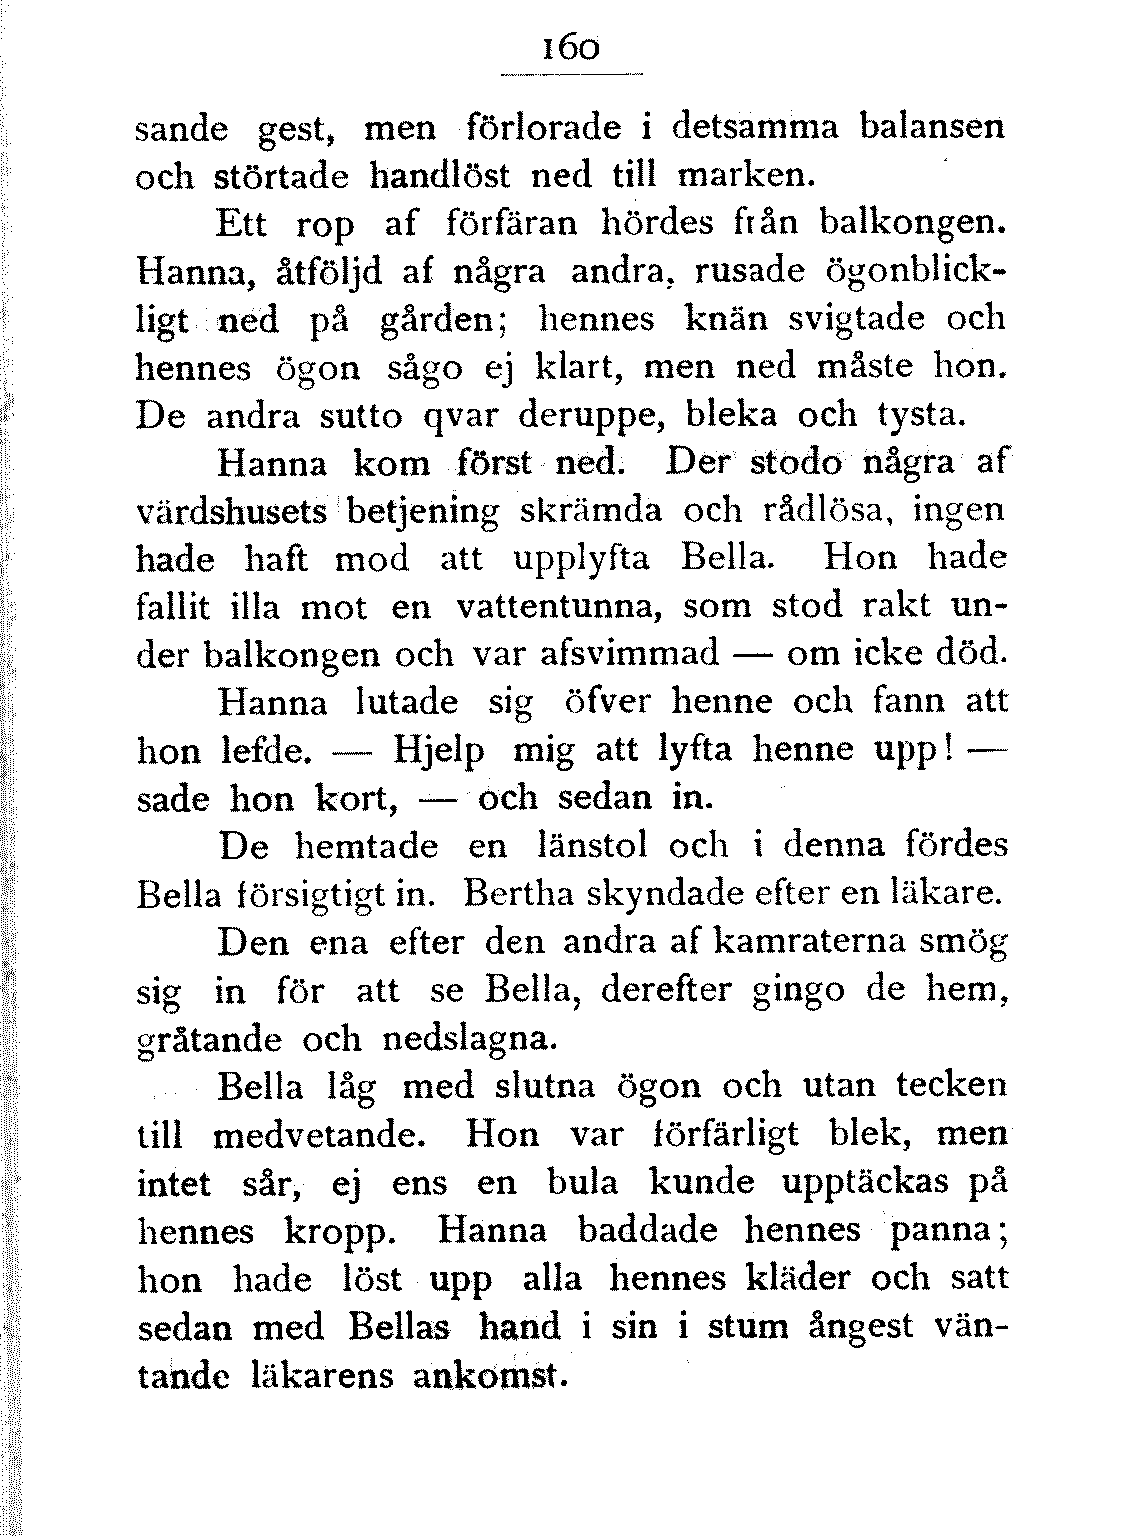 160
sande gest, men förlorade i detsamma balansen
och störtade handlöst ned till marken.
Ett rop af förfäran hördes från balkongen.
Hanna, åtföljd af några andra, rusade ögonblick-
ligt ned på gården; hennes knän svigtade och
hennes ögon sågo ej klart, men ned måste hon.
De andra sutto qvar deruppe, bleka och tysta.
Hanna kom först ned. Der stodo några af
värdshusets betjening skrämda och rådlösa, ingen
hade haft mod att upplyfta Bella. Hon hade
fallit illa mot en vattentunna, som stod rakt un-
der balkongen och var afsvimmad — om icke död.
Hanna lutade sig öfver henne och fann att
hon lefde. — Hjelp mig att lyfta henne upp! —
sade hon kort, — och sedan in.
De hemtade en länstol och i denna fördes
Bella försigtigt in. Bertha skyndade efter en läkare.
Den ena efter den andra af kamraterna smög
sig in för att se Bella, derefter gingo de hem,
gråtande och nedslagna.
Bella låg med slutna ögon och utan tecken
till medvetande. Hon var förfärligt blek, men
intet sår, ej ens en bula kunde upptäckas på
hennes kropp. Hanna baddade hennes panna;
hon hade löst upp alla hennes kläder och satt
sedan med Bellas hand i sin i stum ångest vän-
tande läkarens ankomst.